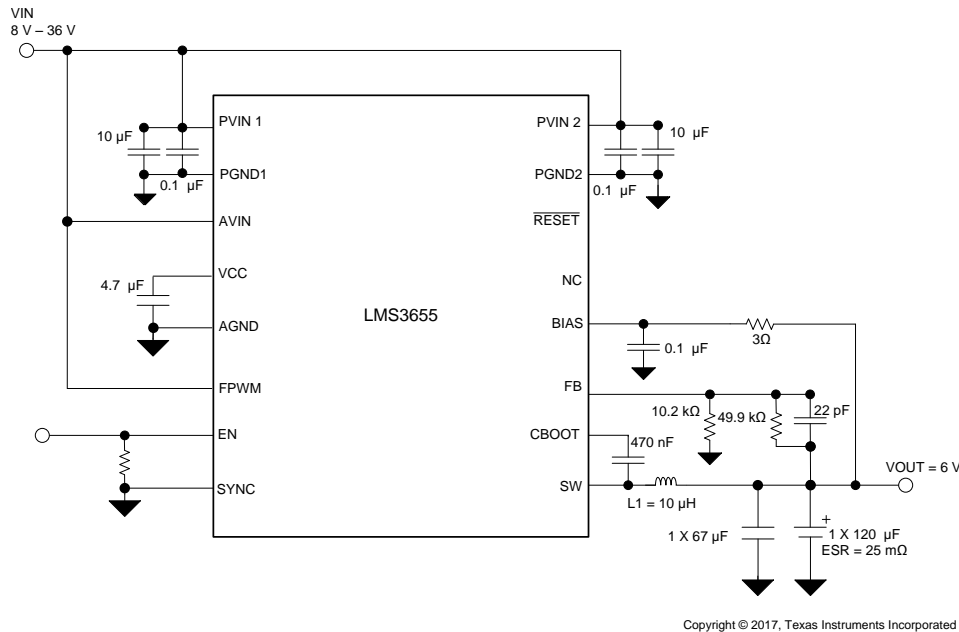 VIN
8 V – 36 V
PVIN 1
PVIN 2
10 µF
10 µF
PGND1
PGND2
0.1 µF
0.1 µF
AVIN
RESET
VCC
NC
4.7 µF
LMS3655
AGND
BIAS
3Ω
0.1 µF
FPWM
FB
10.2 kΩ
49.9 kΩ
22 pF
EN
CBOOT
470 nF
VOUT = 6 V
SYNC
SW
L1 = 10 µH
1 X 67 µF
+
1 X 120 µF
ESR = 25 mΩ
Copyright © 2017, Texas Instruments Incorporated